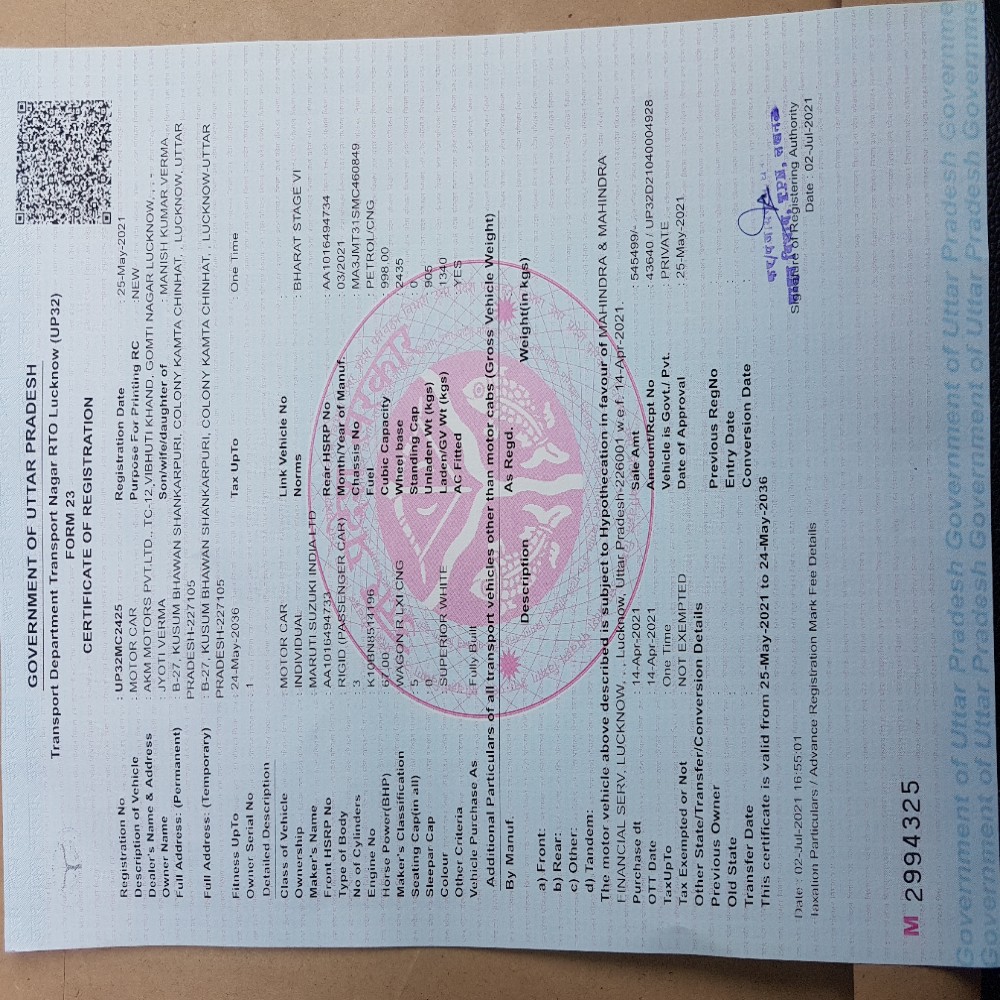 GOVERNMENT OF UTTAR PRADESH
Transport Department Transport Nagar RTO Lucknow (UP32)
FORM 23
CERTIFICATE OF REGISTRATION
Registration No : UP32MC2425 Registration Date : 25-May-2021
Description of Vehicle : MOTOR CAR Purpose For Printing RC :NEW
Dealer's Name & Address : AKM MOTORS PVT.LTD., TC-12,VIBHUTI KHAND, GOMTI NAGAR LUCKNOW, , , -
Owner Name : JYOTI VERMA Son/wife/daughter of : MANISH KUMAR VERMA
Full Address: (Permanent) B-27, KUSUM BHAWAN SHANKARPURI, COLONY KAMTA CHINHAT, , LUCKNOW, UTTAR
PRADESH-227105
Full Address: (Temporary) B-27, KUSUM BHAWAN SHANKARPURI, COLONY KAMTA CHINHAT, , LUCKNOW-UTTAR
PRADESH-227105
Fitness UpTo : 24-May-2036 Tax UpTo : One Time
Owner Serial No : 1
Detailed Description
Class of Vehicle : MOTOR CAR Link Vehicle No :
Ownership : INDIVIDUAL Norms : BHARAT STAGE VI
Maker's Name : MARUTI SUZUKI INDIA LTD
Front HSRP No : AA1016494733 Rear HSRP No : AA1016494734
Type of Body : RIGID (PASSENGER CAR) Month/Year of Manuf. : 03/2021
No of Cylinders : 3 Chassis No : MA3JMT31SMC460849
Engine No : K10BN8514196 Fuel : PETROL/CNG
Horse Power(BHP) : 67.00 Cubic Capacity : 998.00
Maker's Classification : WAGON R LXI CNG Wheel base : 2435
Seating Cap(in all) : 5 Standing Cap : 0
Sleepar Cap : 0 Unladen Wt (kgs) : 905
Colour : SUPERIOR WHITE Laden/GV Wt (kgs) : 1340
Other Criteria : AC Fitted : YES
Vehicle Purchase As : Fully Built
Additional Particulars of all transport vehicles other than motor cabs (Gross Vehicle Weight)
By Manuf. Description As Regd. Weight(in kgs)
a) Front:
b) Rear:
c) Other:
d) Tandem:
The motor vehicle above described is subject to Hypothecation in favour of MAHINDRA & MAHINDRA
FINANCIAL SERV, LUCKNOW, , , Lucknow, Uttar Pradesh-226001 w.e.f. 14-Apr-2021.
Purchase dt : 14-Apr-2021 Sale Amt : 545499/-
OTT Date : 14-Apr-2021 Amount/Rcpt No : 43640 / UP32D21040004928
TaxUpTo : One Time Vehicle is Govt./ Pvt. : PRIVATE
Tax Exempted or Not : NOT EXEMPTED Date of Approval : 25-May-2021
Other State/Transfer/Conversion Details
Previous Owner : Previous RegNo
Old State : Entry Date
Transfer Date : Conversion Date
This certificate is valid from 25-May-2021 to 24-May-2036
Signature of Registering Authority
Date : 02-Jul-2021 16:55:01 Date : 02-Jul-2021
Taxation Particulars / Advance Registration Mark Fee Details
M 2994325
Government of Uttar Pradesh Government of Uttar Pradesh Governme
Government of Uttar Pradesh Government of Uttar Pradesh Governme